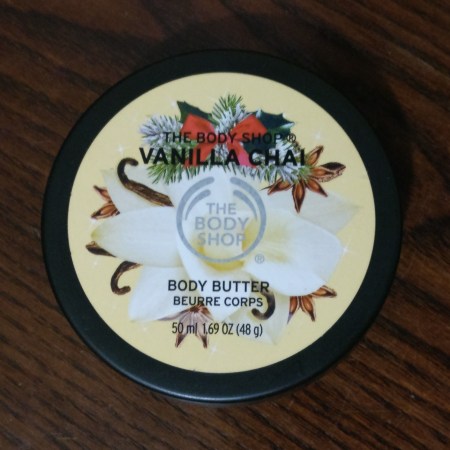 THE BODY SHOP ®
VANILLA CHAI
THE
BODY
SHOP
®
BODY BUTTER
BEURRE CORPS
50 ml 1.69 OZ (48 g)